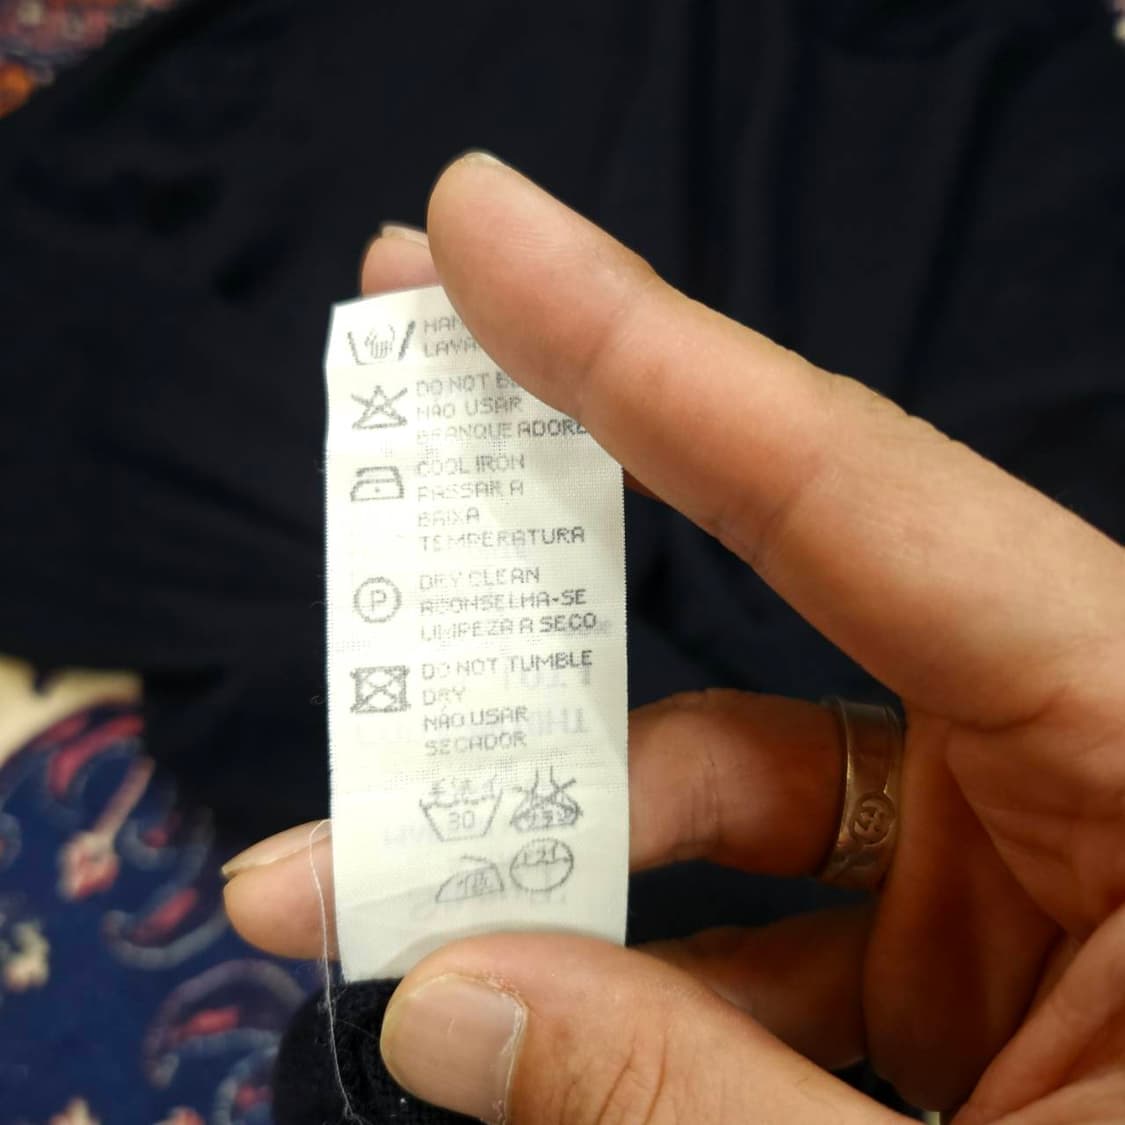 DO NOT
NÃO USAR
BRANQUEADORE
COOL IRON
PASSAR A
BAIXA
TEMPERATURA
P
DRY CLEAN
ACONSELHA-SE
LIMPEZA A SECO
DO NOT TUMBLE
DRY
NÃO USAR
SECADOR
30